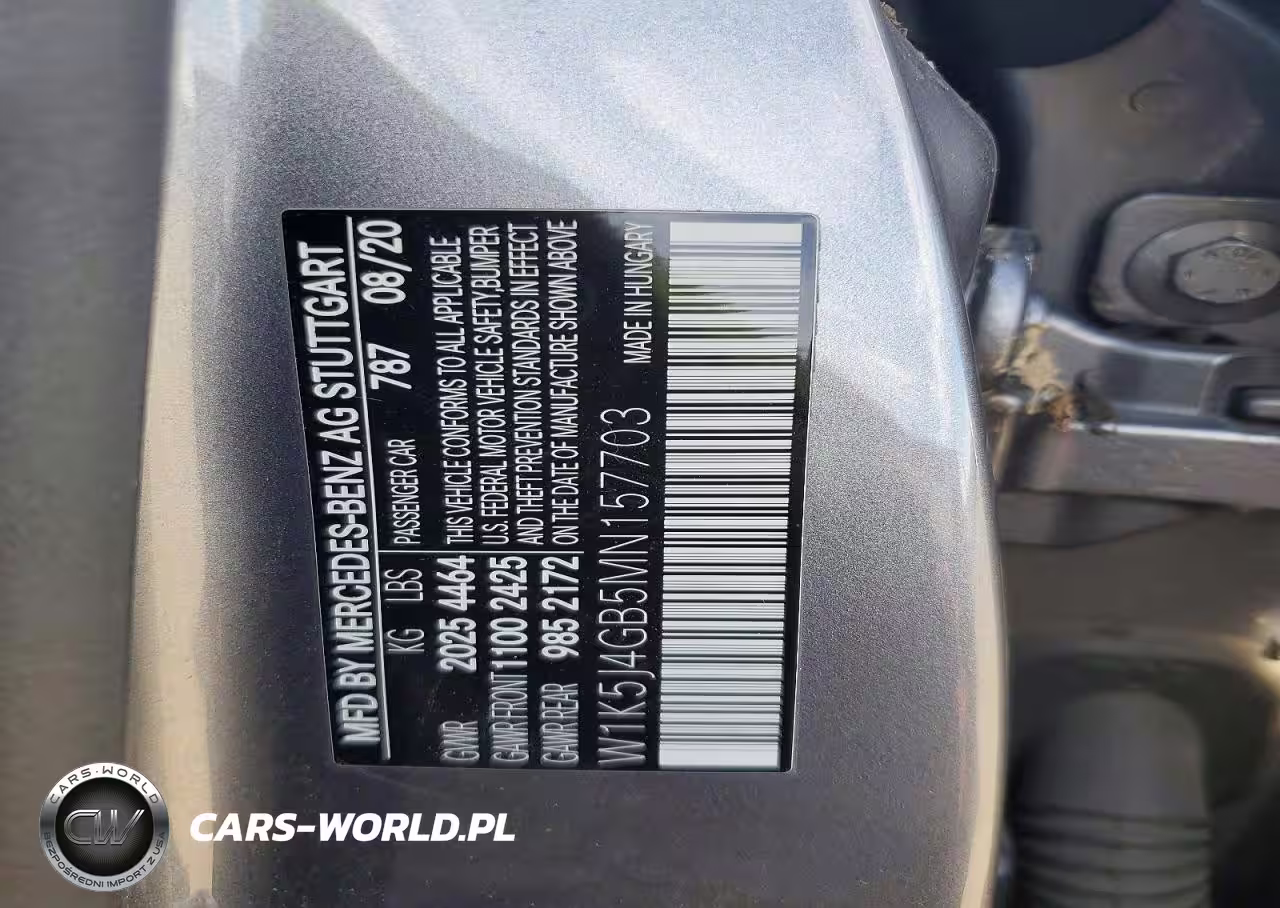 MFD BY MERCEDES-BENZ AG STUTTGART
787 08/20
KG LBS PASSENGER CAR
GVWR 2025 4464
GAWR FRONT 1100 2425
GAWR REAR 985 2172
THIS VEHICLE CONFORMS TO ALL APPLICABLE
U.S. FEDERAL MOTOR VEHICLE SAFETY,BUMPER
AND THEFT PREVENTION STANDARDS IN EFFECT
ON THE DATE OF MANUFACTURE SHOWN ABOVE
W1K5J4GB5MN157703 MADE IN HUNGARY
CARS-WORLD
CW
BEZPOŚREDNI IMPORT Z USA
CARS-WORLD.PL